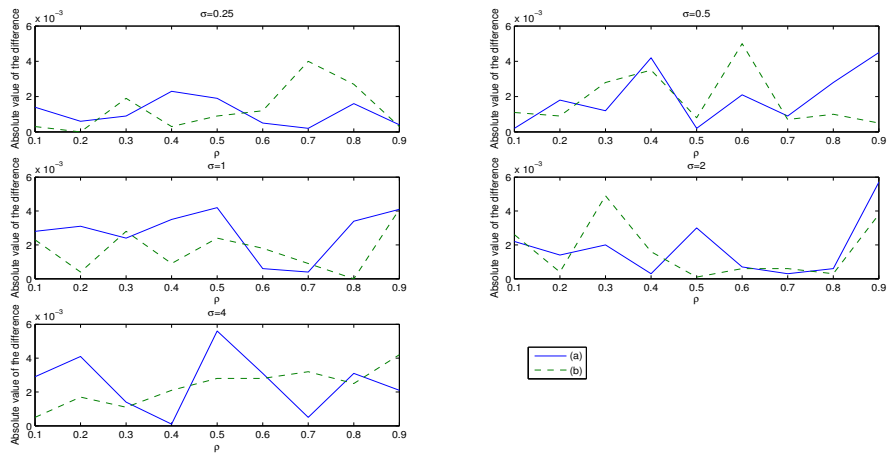 σ=0.25
x 10⁻³
Absolute value of the difference
6
4
2
0
0.1 0.2 0.3 0.4 0.5 0.6 0.7 0.8 0.9
ρ
σ=0.5
x 10⁻³
Absolute value of the difference
6
4
2
0
0.1 0.2 0.3 0.4 0.5 0.6 0.7 0.8 0.9
ρ
σ=1
x 10⁻³
Absolute value of the difference
6
4
2
0
0.1 0.2 0.3 0.4 0.5 0.6 0.7 0.8 0.9
ρ
σ=2
x 10⁻³
Absolute value of the difference
6
4
2
0
0.1 0.2 0.3 0.4 0.5 0.6 0.7 0.8 0.9
ρ
σ=4
x 10⁻³
Absolute value of the difference
6
4
2
0
0.1 0.2 0.3 0.4 0.5 0.6 0.7 0.8 0.9
ρ
(a)
(b)